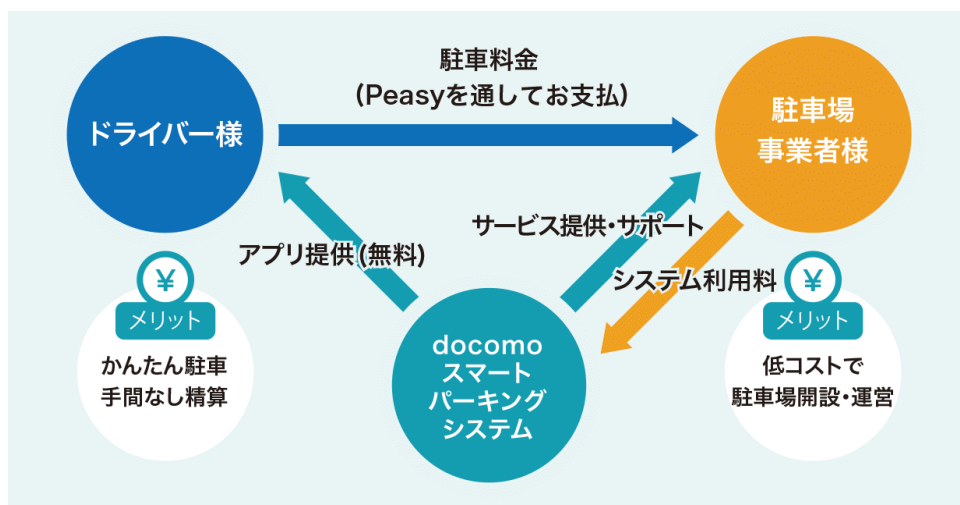 駐車料金
(Peasyを通してお支払)
ドライバー様
駐車場
事業者様
アプリ提供(無料)
サービス提供・サポート
システム利用料
¥
メリット
かんたん駐車
手間なし精算
docomo
スマート
パーキング
システム
¥
メリット
低コストで
駐車場開設・運営